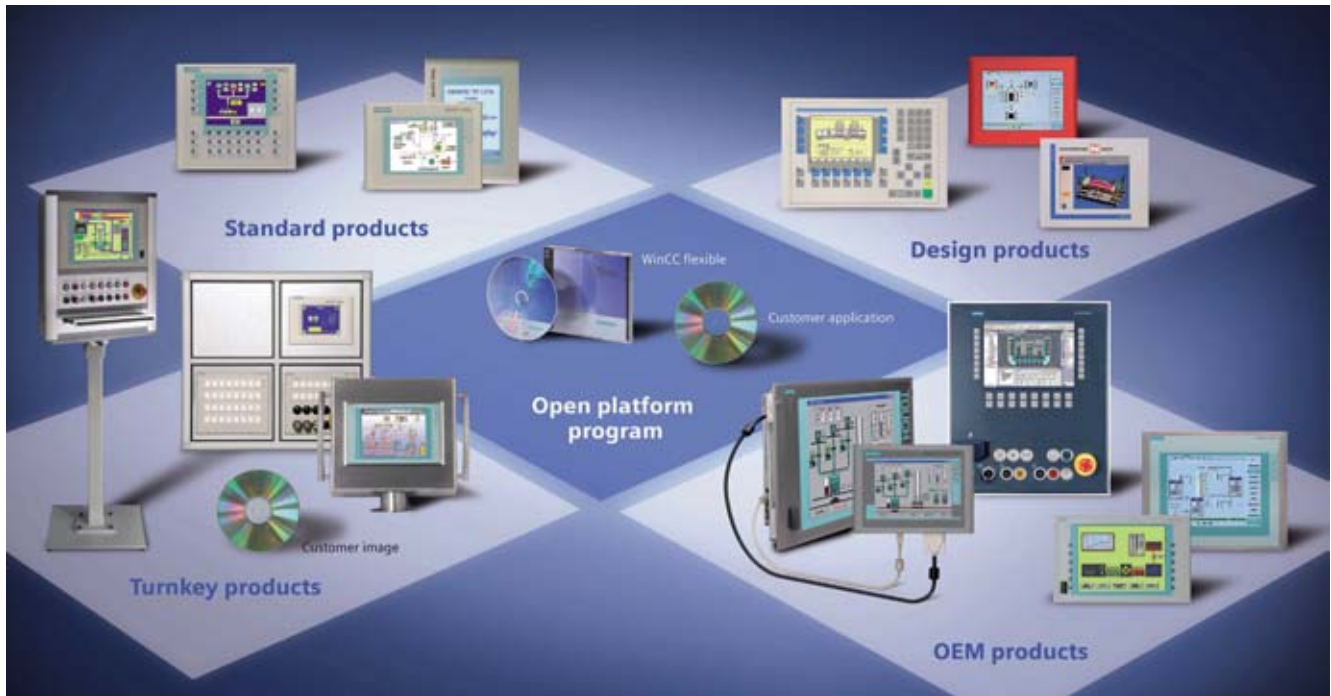 Standard products
Design products
WinCC flexible
Customer application
Open platform
program
Customer image
Turnkey products
OEM products